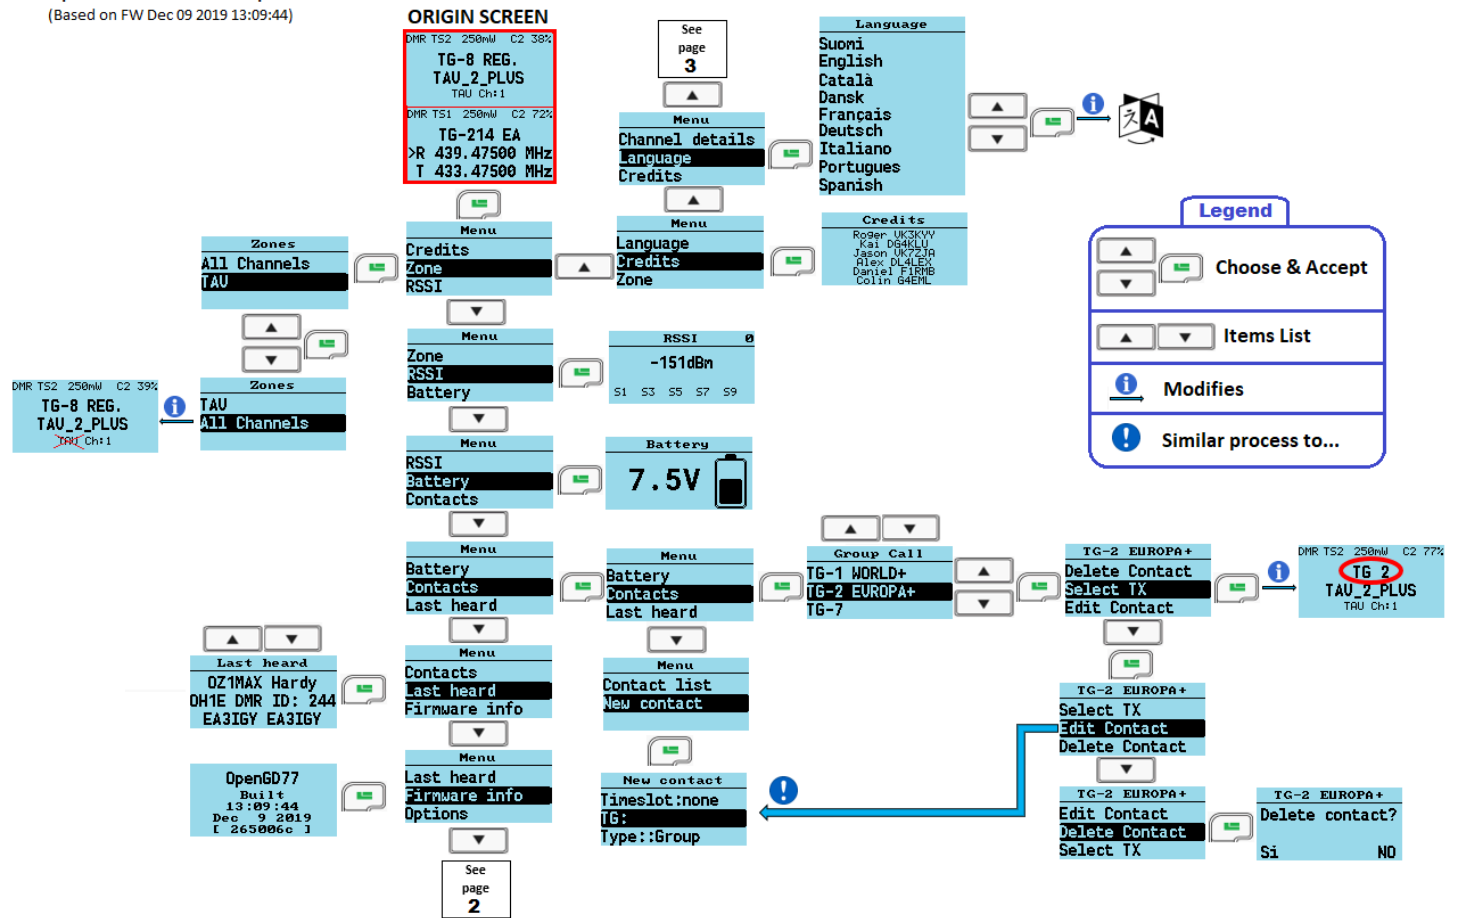 (Based on FW Dec 09 2019 13:09:44)
ORIGIN SCREEN
DMR TS2 250mW C2 38%
TG-8 REG.
TAV_2_PLUS
TAU Ch:1
DMR TS1 250mW C2 72%
TG-214 EA
>R 439.47500 MHz
T 433.47500 MHz
See
page
3
Menu
Channel details
Language
Credits
Language
Suomi
English
Català
Dansk
Français
Deutsch
Italiano
Portugues
Spanish
Menu
Language
Credits
Zone
Credits
Roger VK3KYY
Kai DG4KLU
Jason VK7ZJA
Alex DL4LEX
Daniel F1RMB
Colin G4EML
Legend
Choose & Accept
Items List
Modifies
Similar process to...
Zones
All Channels
TAU
Menu
Credits
Zone
RSSI
Zones
TAU
All Channels
DMR TS2 250mW C2 39%
TG-8 REG.
TAV_2_PLUS
TAU Ch:1
Menu
Zone
RSSI
Battery
RSSI 0
-151dBm
S1 S3 S5 S7 S9
Menu
RSSI
Battery
Contacts
Battery
7.5V
Menu
Battery
Contacts
Last heard
Menu
Battery
Contacts
Last heard
Group Call
TG-1 WORLD+
TG-2 EUROPA+
TG-7
TG-2 EUROPA+
Delete Contact
Select TX
Edit Contact
DMR TS2 250mW C2 77%
TG 2
TAV_2_PLUS
TAU Ch:1
Last heard
OZ1MAX Hardy
OH1E DMR ID: 244
EA3IGY EA3IGY
Menu
Contacts
Last heard
Firmware info
Menu
Contact list
New contact
TG-2 EUROPA+
Select TX
Edit Contact
Delete Contact
OpenGD77
Built
13:09:44
Dec 9 2019
[ 265006c ]
Menu
Last heard
Firmware info
Options
New contact
Timeslot:none
TG:
Type::Group
TG-2 EUROPA+
Edit Contact
Delete Contact
Select TX
TG-2 EUROPA+
Delete contact?
Si NO
See
page
2